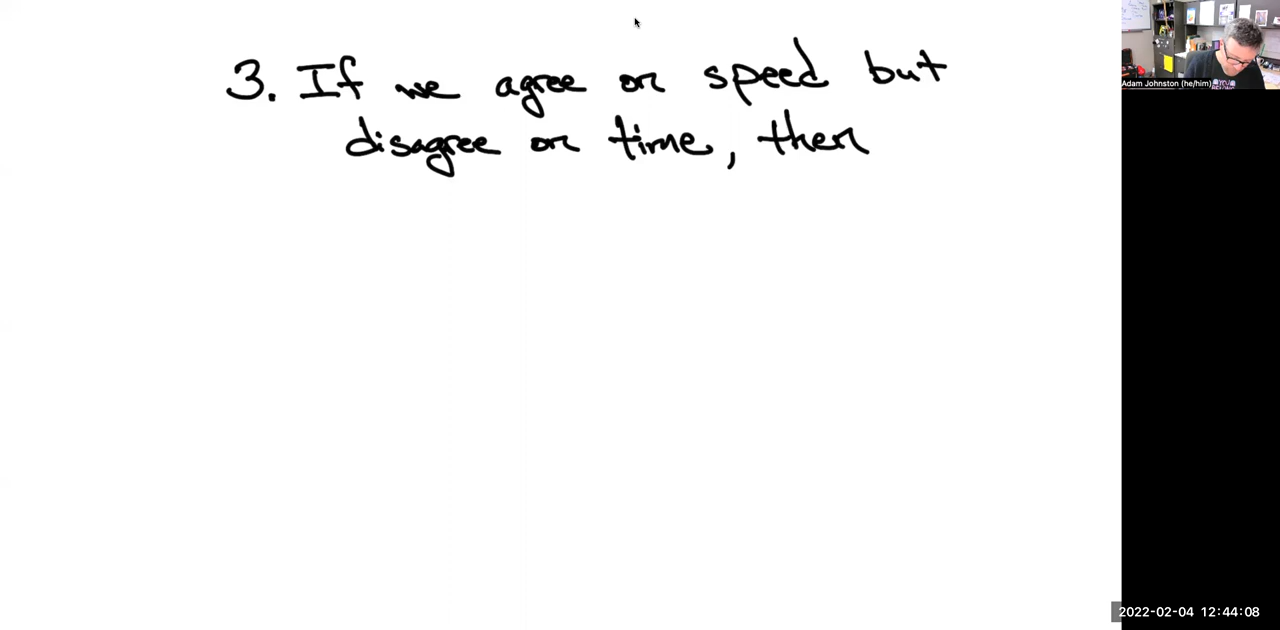 3. If we agree on speed but
disagree on time, then
Adam Johnston (he/him)
2022-02-04 12:44:08